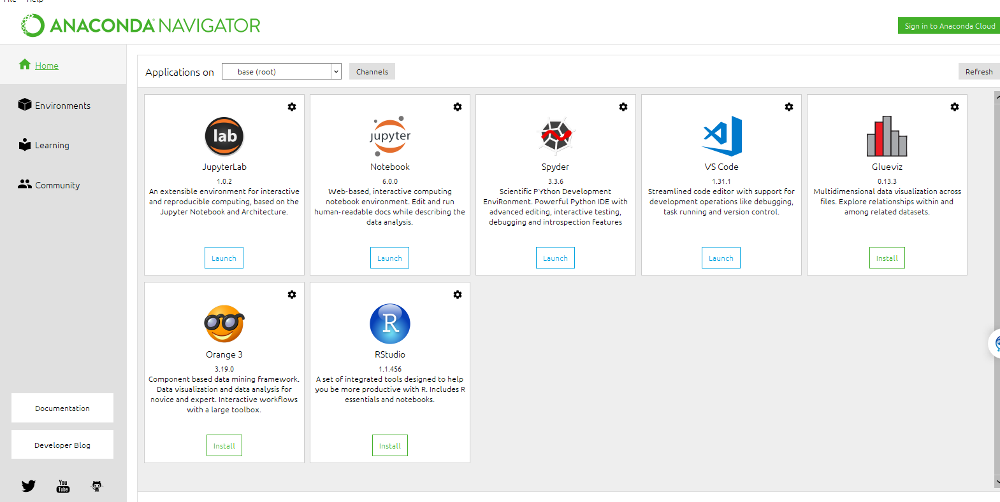 File Help
ANACONDA NAVIGATOR
Sign in to Anaconda Cloud
Home
Environments
Learning
Community
Documentation
Developer Blog
You
Tube
Applications on
base (root)
Channels
Refresh
lab
JupyterLab
1.0.2
An extensible environment for interactive
and reproducible computing, based on the
Jupyter Notebook and Architecture.
Launch
jupyter
Notebook
6.0.0
Web-based, interactive computing
notebook environment. Edit and run
human-readable docs while describing the
data analysis.
Launch
Spyder
3.3.6
Scientific PYthon Development
EnviRonment. Powerful Python IDE with
advanced editing, interactive testing,
debugging and introspection features
Launch
VS Code
1.31.1
Streamlined code editor with support for
development operations like debugging,
task running and version control.
Launch
Glueviz
0.13.3
Multidimensional data visualization across
files. Explore relationships within and
among related datasets.
Install
Orange 3
3.19.0
Component based data mining framework.
Data visualization and data analysis for
novice and expert. Interactive workflows
with a large toolbox.
Install
R
RStudio
1.1.456
A set of integrated tools designed to help
you be more productive with R. Includes R
essentials and notebooks.
Install